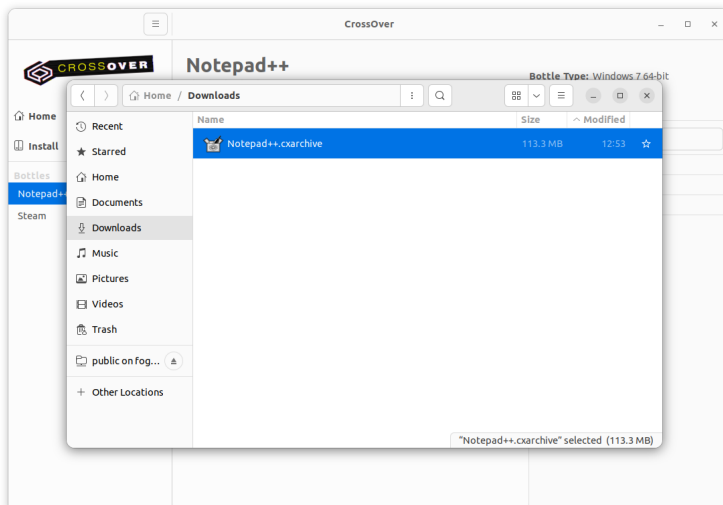 CrossOver
CROSSOVER
Notepad++
Bottle Type: Windows 7 64-bit
Home
Install
Bottles
Notepad++
Steam
Home / Downloads
Recent
Starred
Home
Documents
Downloads
Music
Pictures
Videos
Trash
public on fog...
Other Locations
Name Size Modified
Notepad++.cxarchive 113.3 MB 12:53
“Notepad++.cxarchive” selected (113.3 MB)